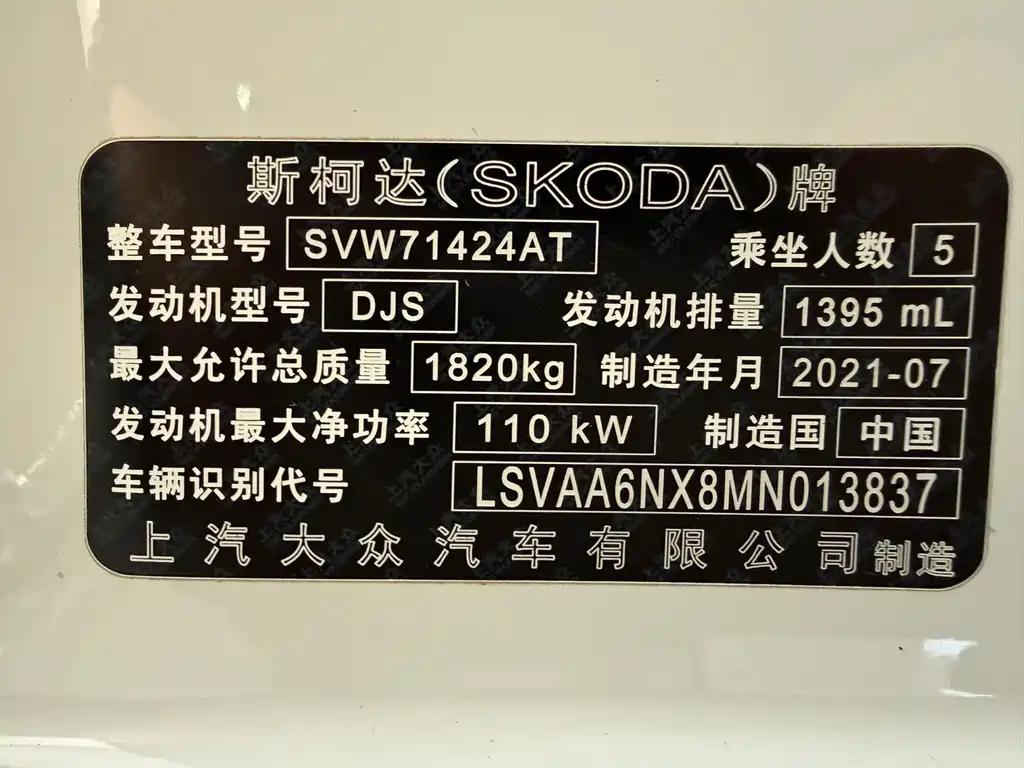 斯柯达(SKODA)牌
整车型号 SVW71424AT 乘坐人数 5
发动机型号 DJS 发动机排量 1395 mL
最大允许总质量 1820kg 制造年月 2021-07
发动机最大净功率 110 kW 制造国 中国
车辆识别代号 LSVAA6NX8MN013837
上汽大众汽车有限公司制造